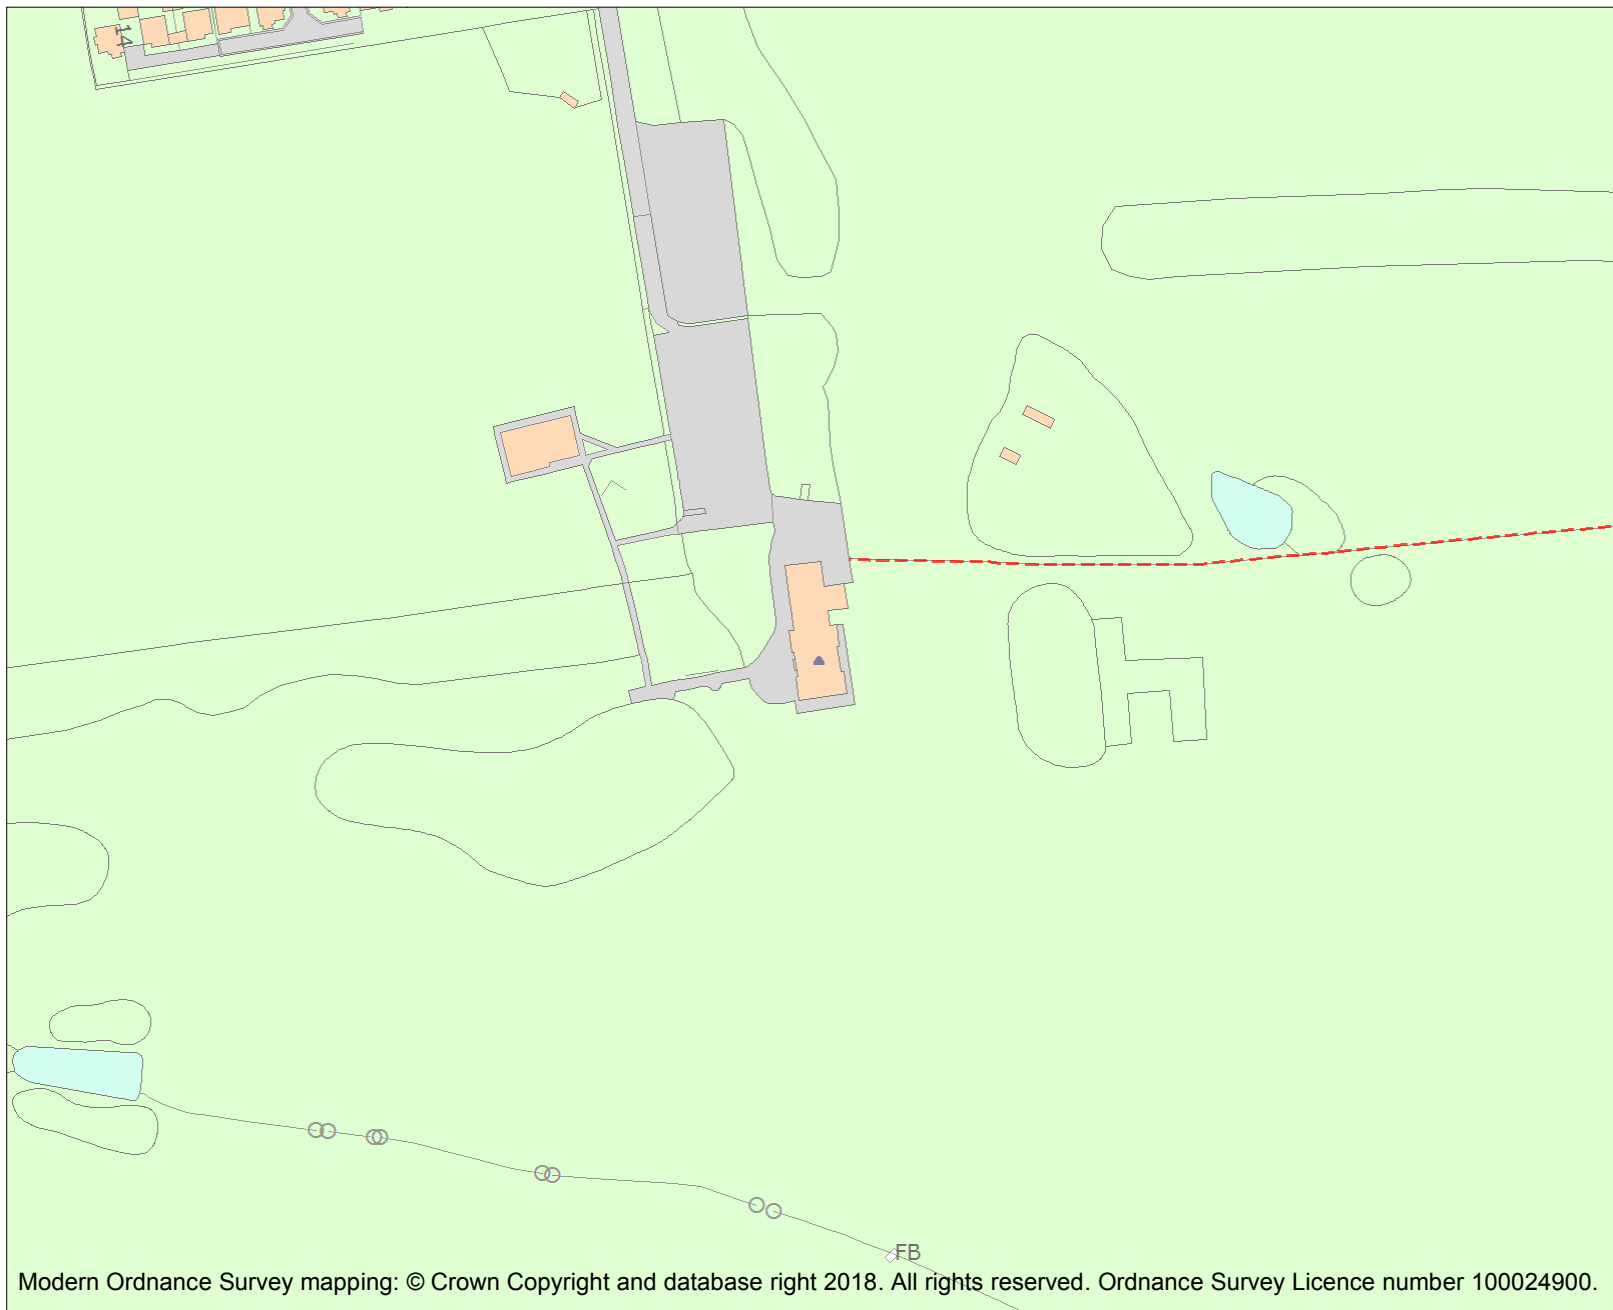 14
FB
Modern Ordnance Survey mapping: © Crown Copyright and database right 2018. All rights reserved. Ordnance Survey Licence number 100024900.